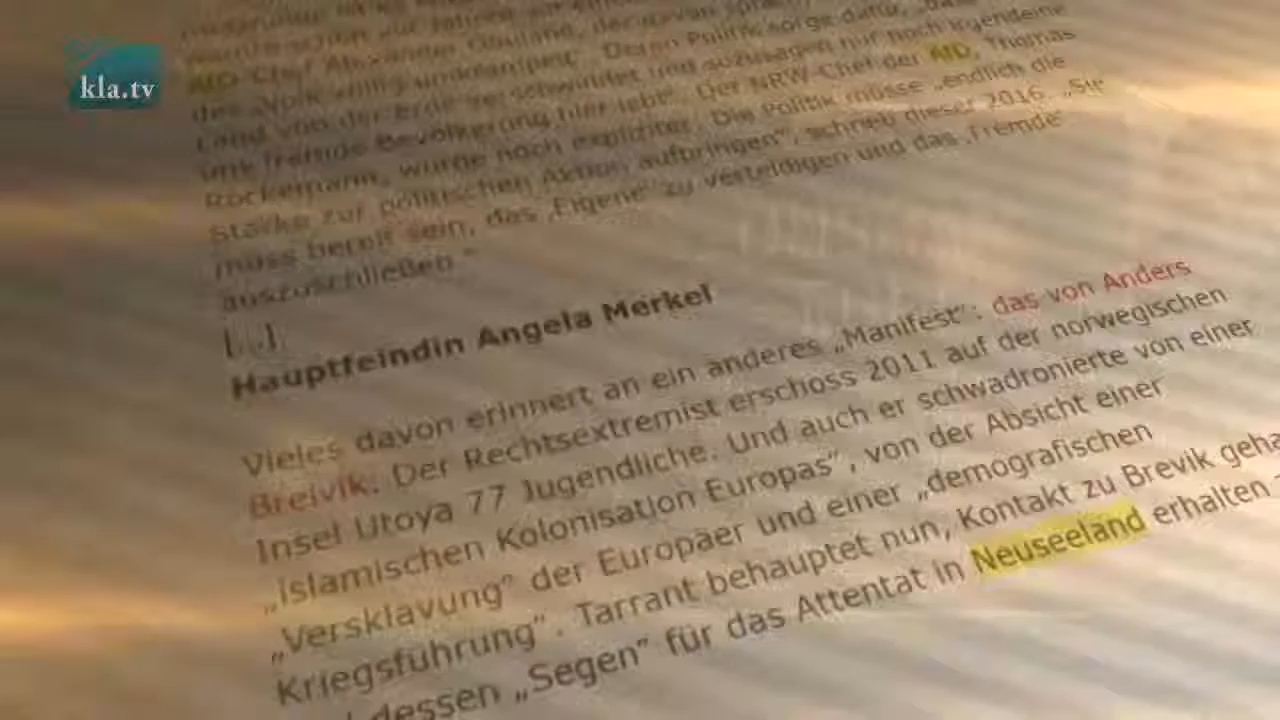 kla.tv
AfD-Chef Alexander Gauland, der davon
des „Volk völlig umkrempelt“. Deren Politik sorge dafür, „dass
Land von der Erde verschwindet und sozusagen nur noch irgendeine
uns fremde Bevölkerung hier lebt“. Der NRW-Chef der AfD, Thomas
Röckemann, wurde noch expliziter. Die Politik müsse „endlich die
Stärke zur politischen Aktion aufbringen“, schrieb dieser 2016. „Sie
muss bereit sein, das ‚Eigene‘ zu verteidigen und das ‚Fremde‘
auszuschließen.“
[...]
Hauptfeindin Angela Merkel
Vieles davon erinnert an ein anderes „Manifest“: das von Anders
Breivik. Der Rechtsextremist erschoss 2011 auf der norwegischen
Insel Utoya 77 Jugendliche. Und auch er schwadronierte von einer
„islamischen Kolonisation Europas“, von der Absicht einer
„Versklavung“ der Europäer und einer „demografischen
Kriegsführung“. Tarrant behauptet nun, Kontakt zu Brevik geha
dessen „Segen“ für das Attentat in Neuseeland erhalten